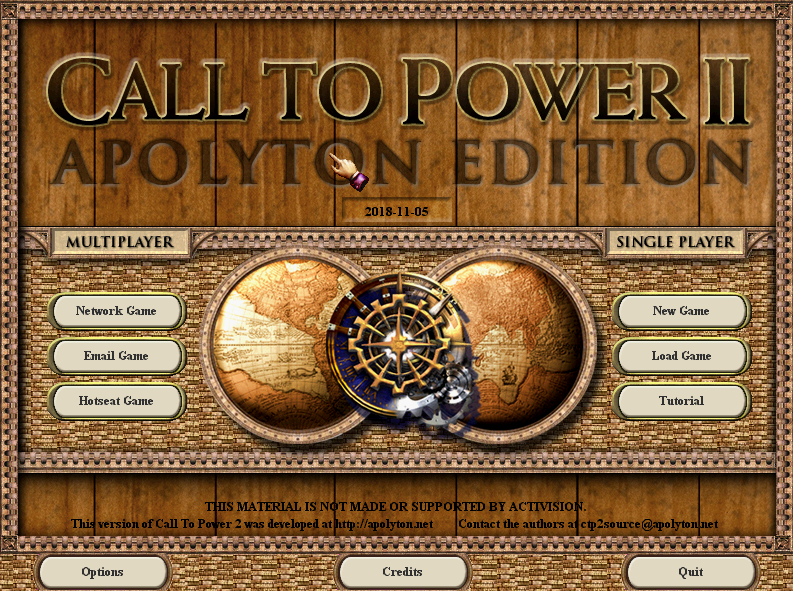 CALL TO POWER II
APOLYTON EDITION
2018-11-05
MULTIPLAYER
SINGLE PLAYER
Network Game
New Game
Email Game
Load Game
Hotseat Game
Tutorial
THIS MATERIAL IS NOT MADE OR SUPPORTED BY ACTIVISION.
This version of Call To Power 2 was developed at http://apolyton.net Contact the authors at ctp2source@apolyton.net
Options
Credits
Quit